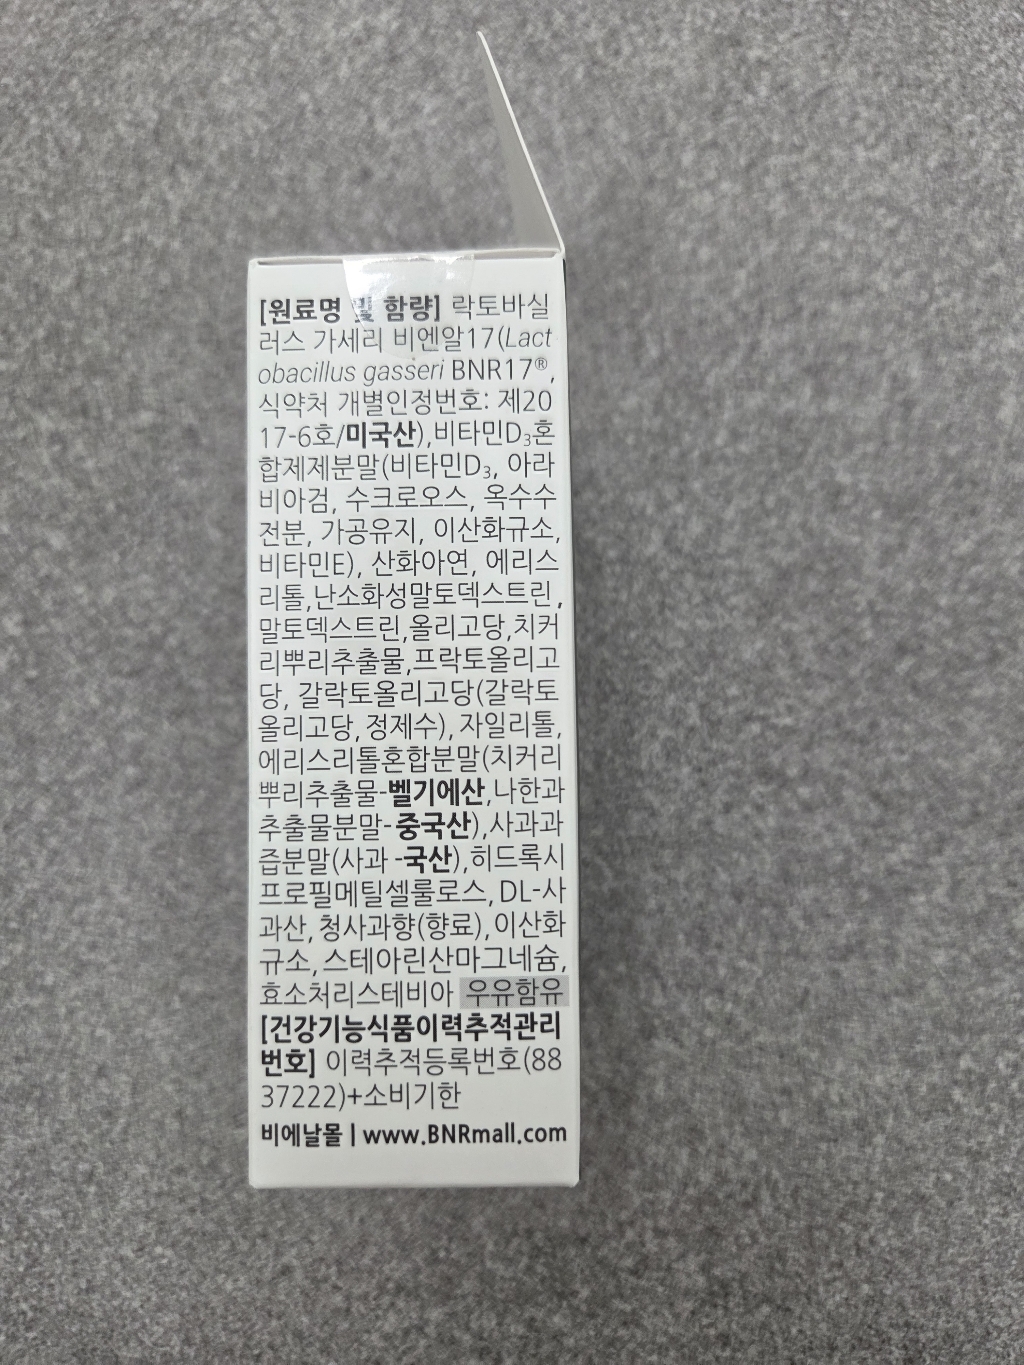 [원료명 및 함량] 락토바실
러스 가세리 비엔알17(Lact
obacillus gasseri BNR17®,
식약처 개별인정번호: 제20
17-6호/미국산),비타민D₃혼
합제제분말(비타민D₃, 아라
비아검, 수크로오스, 옥수수
전분, 가공유지, 이산화규소,
비타민E), 산화아연, 에리스
리톨,난소화성말토덱스트린,
말토덱스트린,올리고당,치커
리뿌리추출물,프락토올리고
당, 갈락토올리고당(갈락토
올리고당,정제수), 자일리톨,
에리스리톨혼합분말(치커리
뿌리추출물-벨기에산,나한과
추출물분말-중국산),사과과
즙분말(사과-국산),히드록시
프로필메틸셀룰로스, DL-사
과산, 청사과향(향료), 이산화
규소, 스테아린산마그네슘,
효소처리스테비아 우유함유
[건강기능식품이력추적관리
번호] 이력추적등록번호(88
37222)+소비기한
비에날몰 | www.BNRmall.com